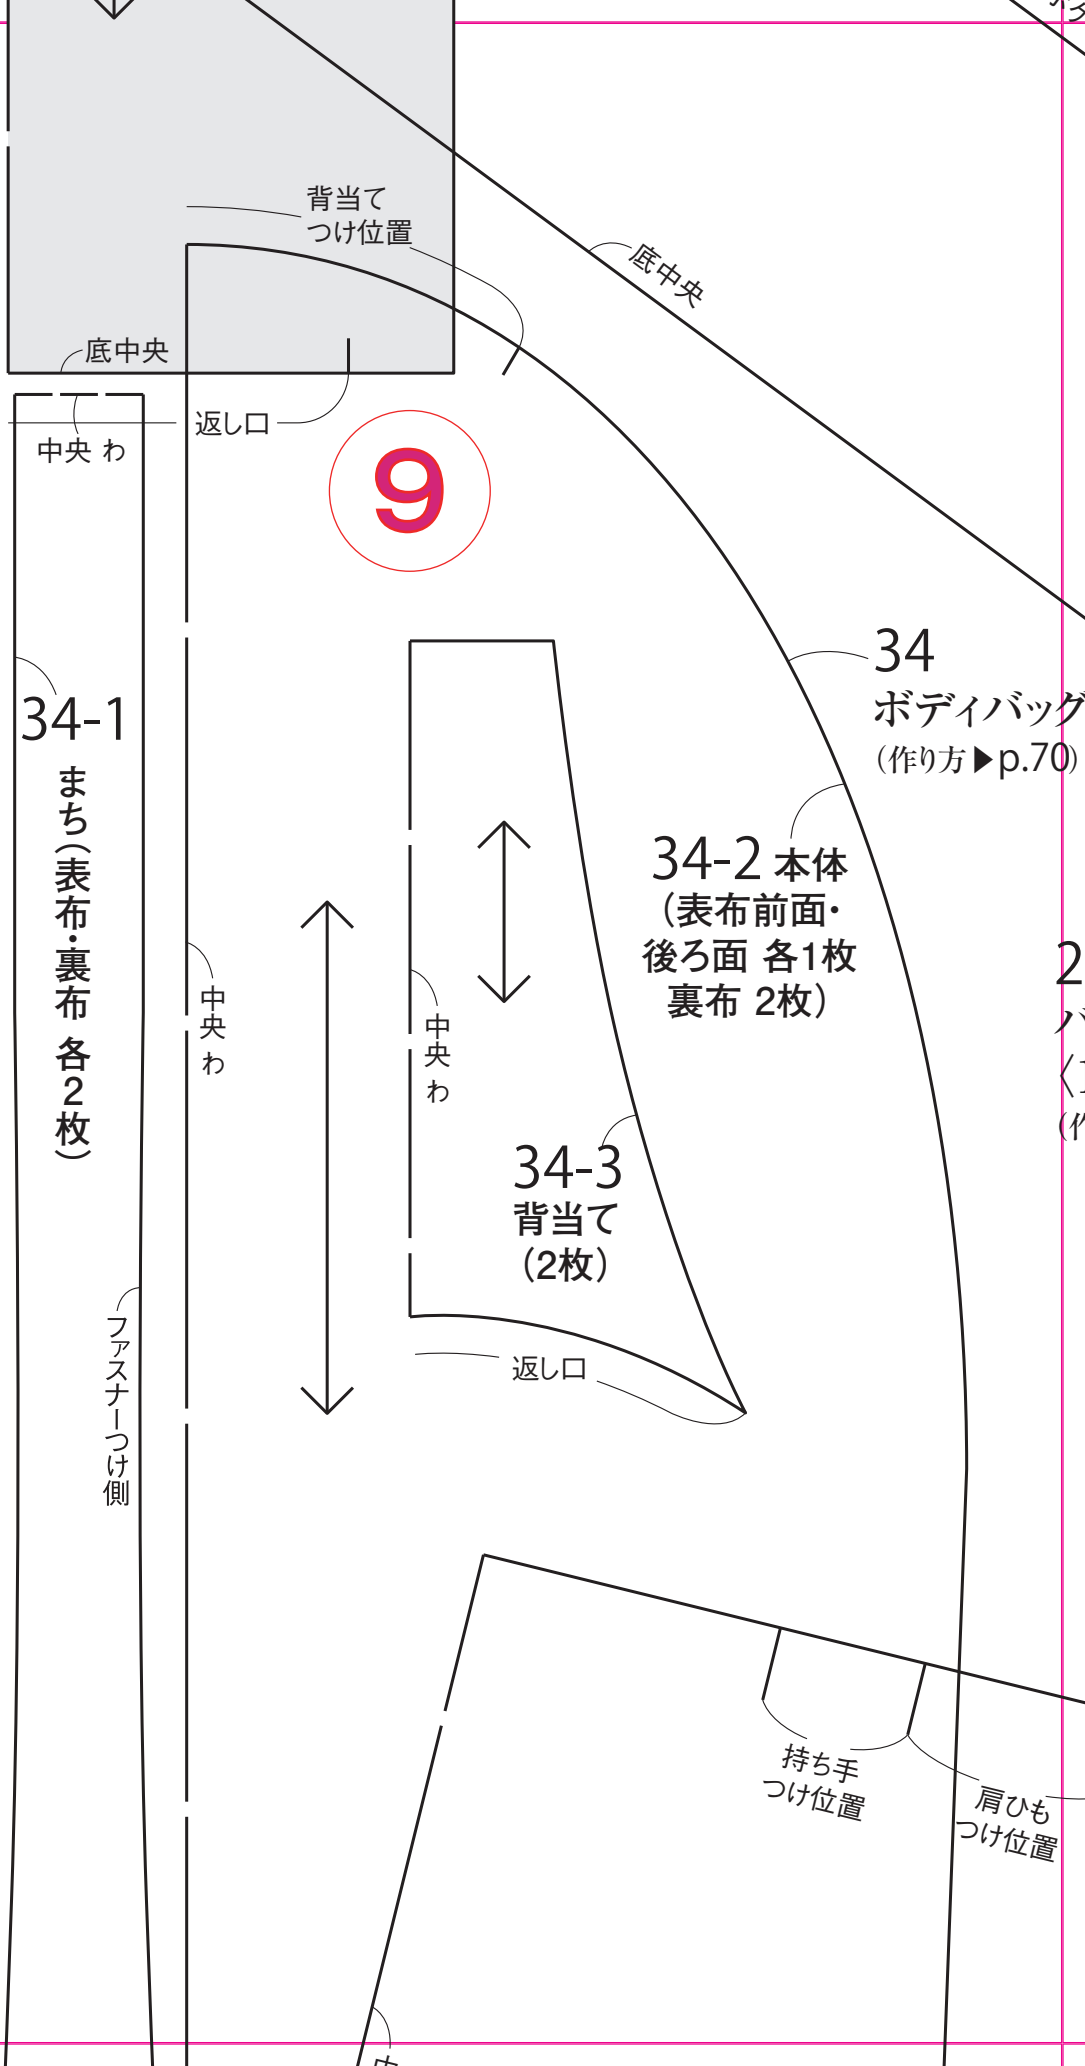 背当て
つけ位置
底中央
底中央
返し口
中央 わ
9
34
ボディバッグ
(作り方▶p.70)
34-1
まち(表布・裏布 各2枚)
34-2 本体
(表布前面・
後ろ面 各1枚
裏布 2枚)
中央 わ
中央 わ
34-3
背当て
(2枚)
返し口
ファスナーつけ側
持ち手
つけ位置
肩ひも
つけ位置
2